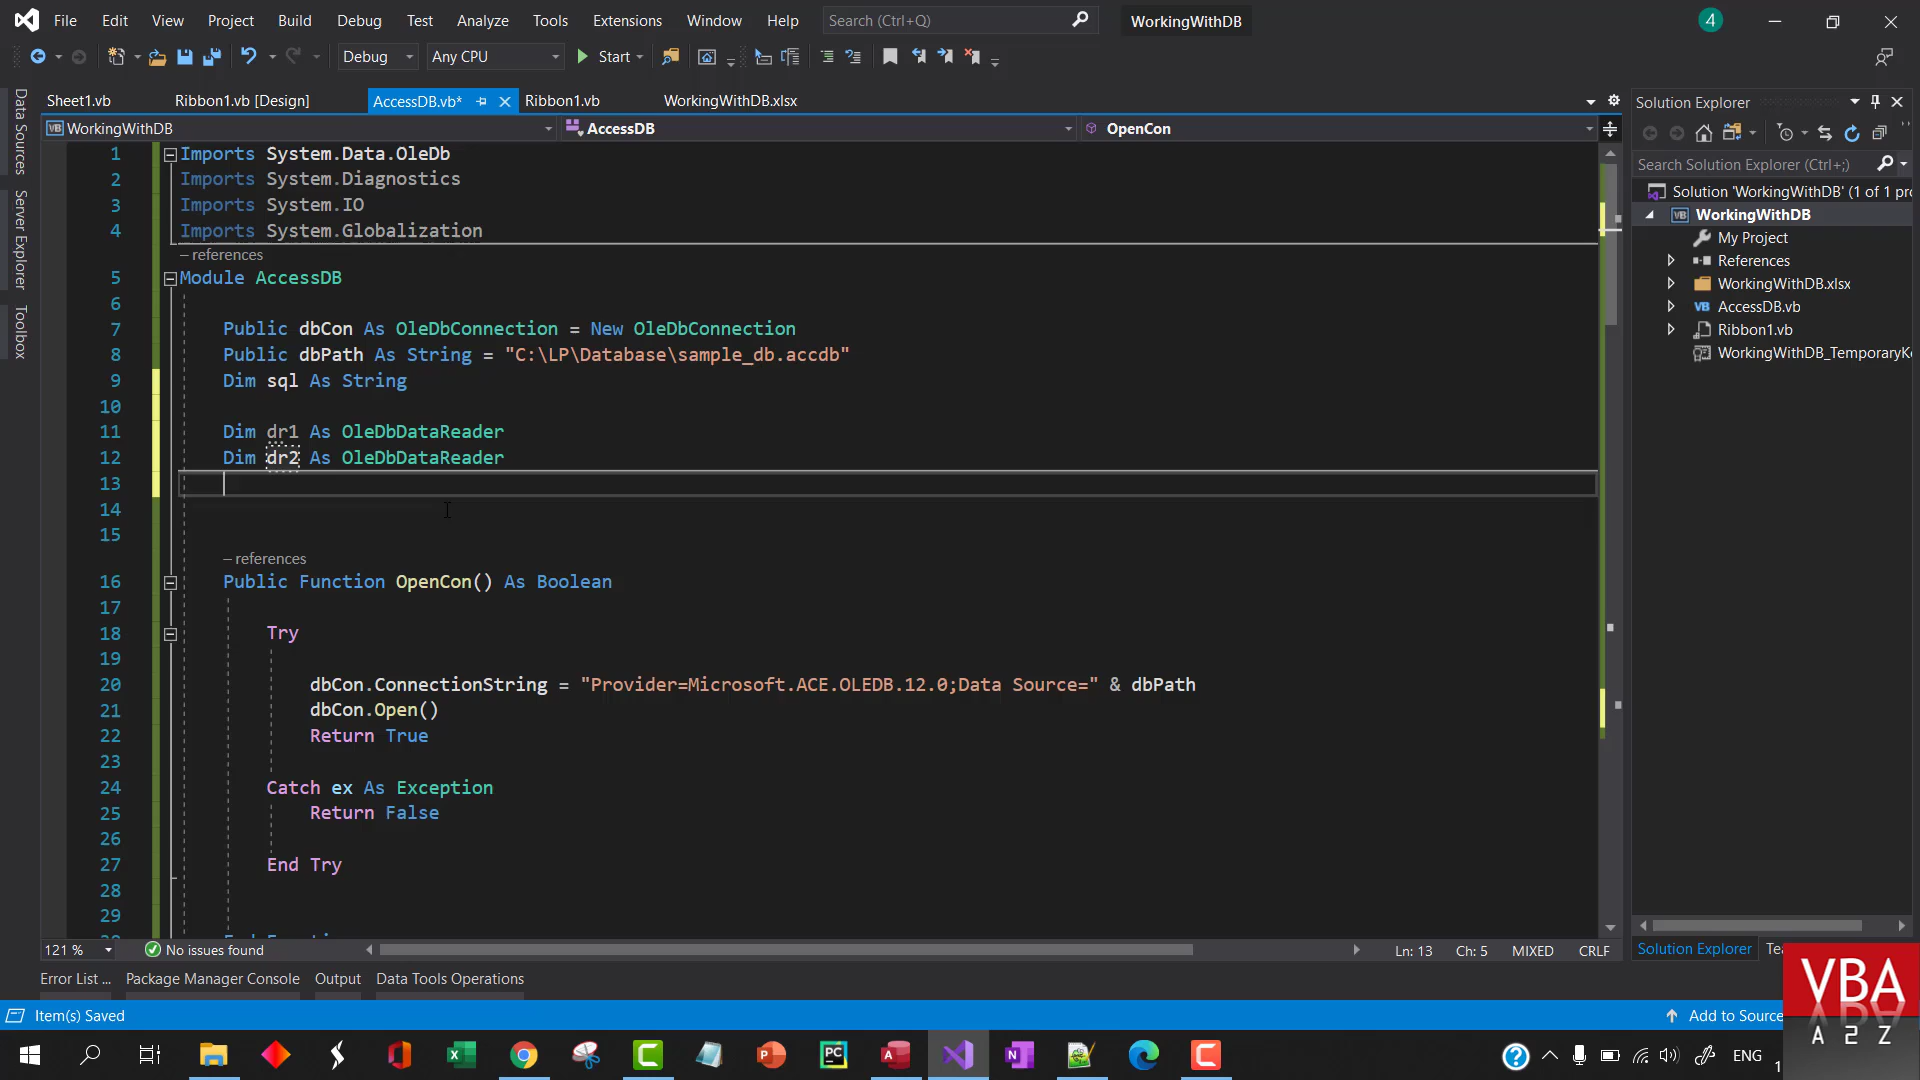 File Edit View Project Build Debug Test Analyze Tools Extensions Window Help Search (Ctrl+Q) WorkingWithDB 4
Debug Any CPU Start
Sheet1.vb Ribbon1.vb [Design] AccessDB.vb* Ribbon1.vb WorkingWithDB.xlsx
VB WorkingWithDB AccessDB OpenCon
Data Sources
Server Explorer
Toolbox
1 Imports System.Data.OleDb
2 Imports System.Diagnostics
3 Imports System.IO
4 Imports System.Globalization
– references
5 Module AccessDB
6
7 Public dbCon As OleDbConnection = New OleDbConnection
8 Public dbPath As String = "C:\LP\Database\sample_db.accdb"
9 Dim sql As String
10
11 Dim dr1 As OleDbDataReader
12 Dim dr2 As OleDbDataReader
13
14
15
– references
16 Public Function OpenCon() As Boolean
17
18 Try
19
20 dbCon.ConnectionString = "Provider=Microsoft.ACE.OLEDB.12.0;Data Source=" & dbPath
21 dbCon.Open()
22 Return True
23
24 Catch ex As Exception
25 Return False
26
27 End Try
28
29
121 % No issues found Ln: 13 Ch: 5 MIXED CRLF
Error List ... Package Manager Console Output Data Tools Operations
Item(s) Saved Add to Source
Solution Explorer
Search Solution Explorer (Ctrl+;)
Solution 'WorkingWithDB' (1 of 1 pr
VB WorkingWithDB
My Project
References
WorkingWithDB.xlsx
VB AccessDB.vb
Ribbon1.vb
WorkingWithDB_TemporaryK
Solution Explorer Tea
VBA
A 2 Z
ENG